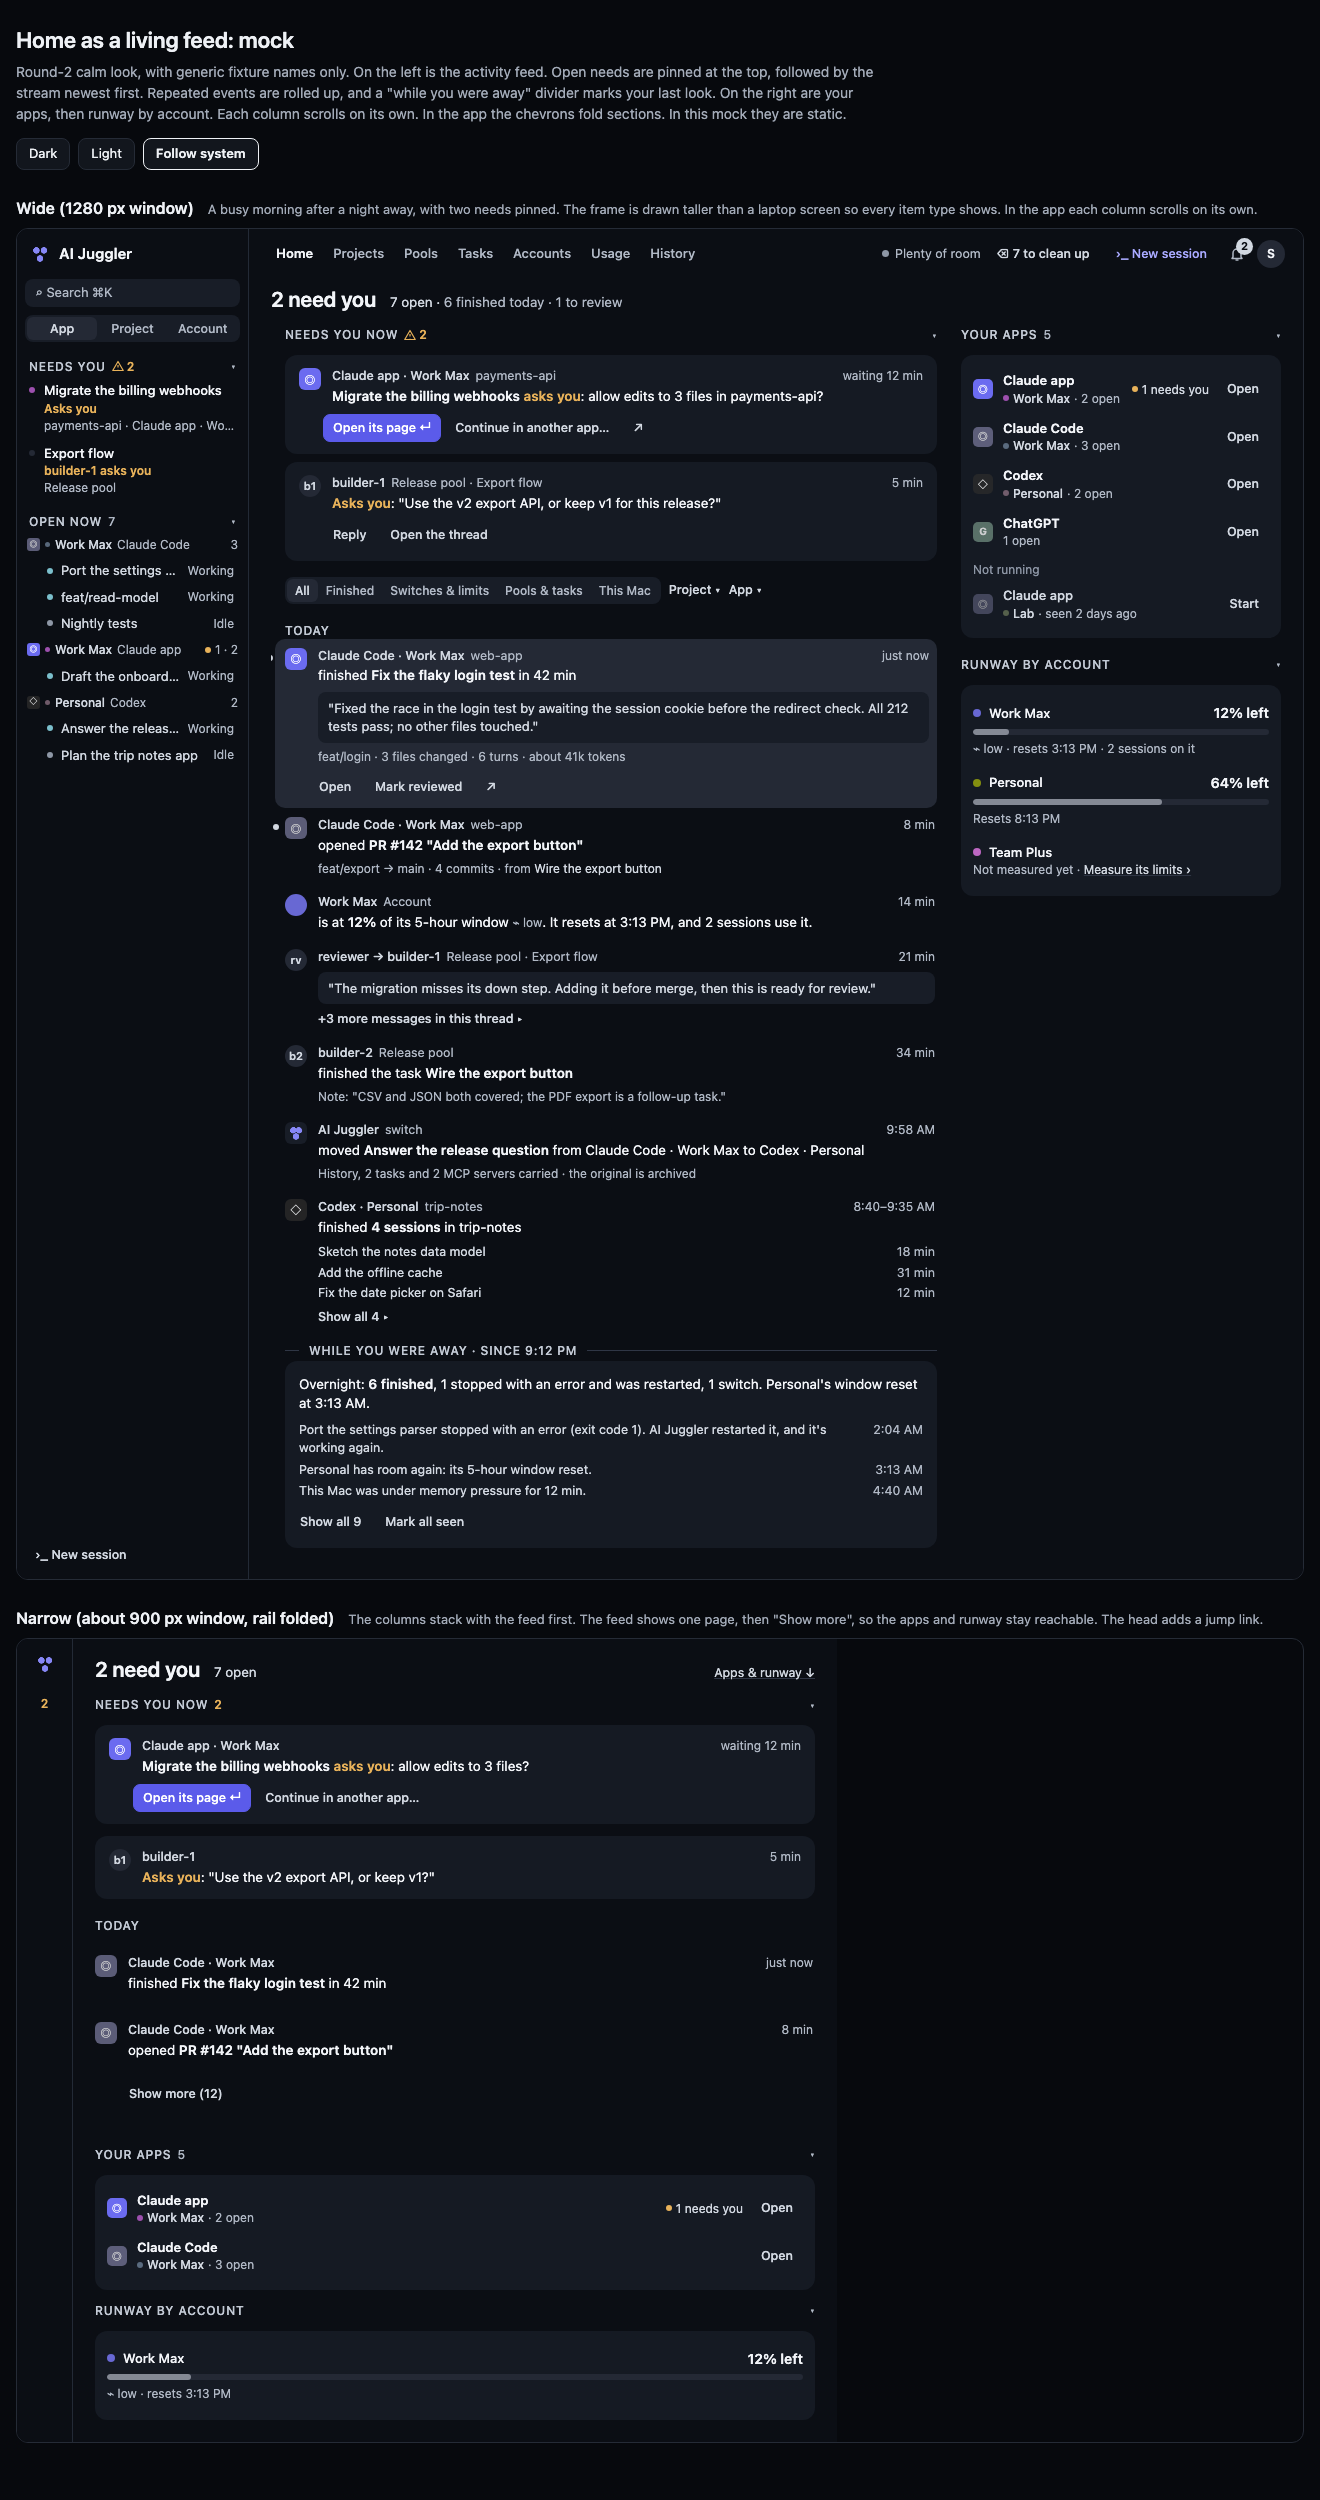 Home as a living feed: mock
Round-2 calm look, with generic fixture names only. On the left is the activity feed. Open needs are pinned at the top, followed by the
stream newest first. Repeated events are rolled up, and a "while you were away" divider marks your last look. On the right are your
apps, then runway by account. Each column scrolls on its own. In the app the chevrons fold sections. In this mock they are static.
Dark
Light
Follow system
Wide (1280 px window) A busy morning after a night away, with two needs pinned. The frame is drawn taller than a laptop screen so every item type shows. In the app each column scrolls on its own.
AI Juggler
Search ⌘K
App Project Account
NEEDS YOU ⚠ 2
Migrate the billing webhooks
Asks you
payments-api · Claude app · Wo...
Export flow
builder-1 asks you
Release pool
OPEN NOW 7
Work Max Claude Code 3
Port the settings ... Working
feat/read-model Working
Nightly tests Idle
Work Max Claude app 1 · 2
Draft the onboard... Working
Personal Codex 2
Answer the releas... Working
Plan the trip notes app Idle
›_ New session
Home Projects Pools Tasks Accounts Usage History
Plenty of room
7 to clean up
›_ New session
2
S
2 need you 7 open · 6 finished today · 1 to review
NEEDS YOU NOW ⚠ 2
Claude app · Work Max payments-api waiting 12 min
Migrate the billing webhooks asks you: allow edits to 3 files in payments-api?
Open its page ↵ Continue in another app... ↗
b1 builder-1 Release pool · Export flow 5 min
Asks you: "Use the v2 export API, or keep v1 for this release?"
Reply Open the thread
All Finished Switches & limits Pools & tasks This Mac Project ▾ App ▾
TODAY
Claude Code · Work Max web-app just now
finished Fix the flaky login test in 42 min
"Fixed the race in the login test by awaiting the session cookie before the redirect check. All 212
tests pass; no other files touched."
feat/login · 3 files changed · 6 turns · about 41k tokens
Open Mark reviewed ↗
Claude Code · Work Max web-app 8 min
opened PR #142 "Add the export button"
feat/export → main · 4 commits · from Wire the export button
Work Max Account 14 min
is at 12% of its 5-hour window ⌁ low. It resets at 3:13 PM, and 2 sessions use it.
rv reviewer → builder-1 Release pool · Export flow 21 min
"The migration misses its down step. Adding it before merge, then this is ready for review."
+3 more messages in this thread ▸
b2 builder-2 Release pool 34 min
finished the task Wire the export button
Note: "CSV and JSON both covered; the PDF export is a follow-up task."
AI Juggler switch 9:58 AM
moved Answer the release question from Claude Code · Work Max to Codex · Personal
History, 2 tasks and 2 MCP servers carried · the original is archived
Codex · Personal trip-notes 8:40–9:35 AM
finished 4 sessions in trip-notes
Sketch the notes data model 18 min
Add the offline cache 31 min
Fix the date picker on Safari 12 min
Show all 4 ▸
WHILE YOU WERE AWAY · SINCE 9:12 PM
Overnight: 6 finished, 1 stopped with an error and was restarted, 1 switch. Personal's window reset
at 3:13 AM.
Port the settings parser stopped with an error (exit code 1). AI Juggler restarted it, and it's 2:04 AM
working again.
Personal has room again: its 5-hour window reset. 3:13 AM
This Mac was under memory pressure for 12 min. 4:40 AM
Show all 9 Mark all seen
YOUR APPS 5
Claude app
Work Max · 2 open 1 needs you Open
Claude Code
Work Max · 3 open Open
Codex
Personal · 2 open Open
G ChatGPT
1 open Open
Not running
Claude app
Lab · seen 2 days ago Start
RUNWAY BY ACCOUNT
Work Max 12% left
⌁ low · resets 3:13 PM · 2 sessions on it
Personal 64% left
Resets 8:13 PM
Team Plus
Not measured yet · Measure its limits ›
Narrow (about 900 px window, rail folded) The columns stack with the feed first. The feed shows one page, then "Show more", so the apps and runway stay reachable. The head adds a jump link.
2
2 need you 7 open Apps & runway ↓
NEEDS YOU NOW 2
Claude app · Work Max waiting 12 min
Migrate the billing webhooks asks you: allow edits to 3 files?
Open its page ↵ Continue in another app...
b1 builder-1 5 min
Asks you: "Use the v2 export API, or keep v1?"
TODAY
Claude Code · Work Max just now
finished Fix the flaky login test in 42 min
Claude Code · Work Max 8 min
opened PR #142 "Add the export button"
Show more (12)
YOUR APPS 5
Claude app
Work Max · 2 open 1 needs you Open
Claude Code
Work Max · 3 open Open
RUNWAY BY ACCOUNT
Work Max 12% left
⌁ low · resets 3:13 PM